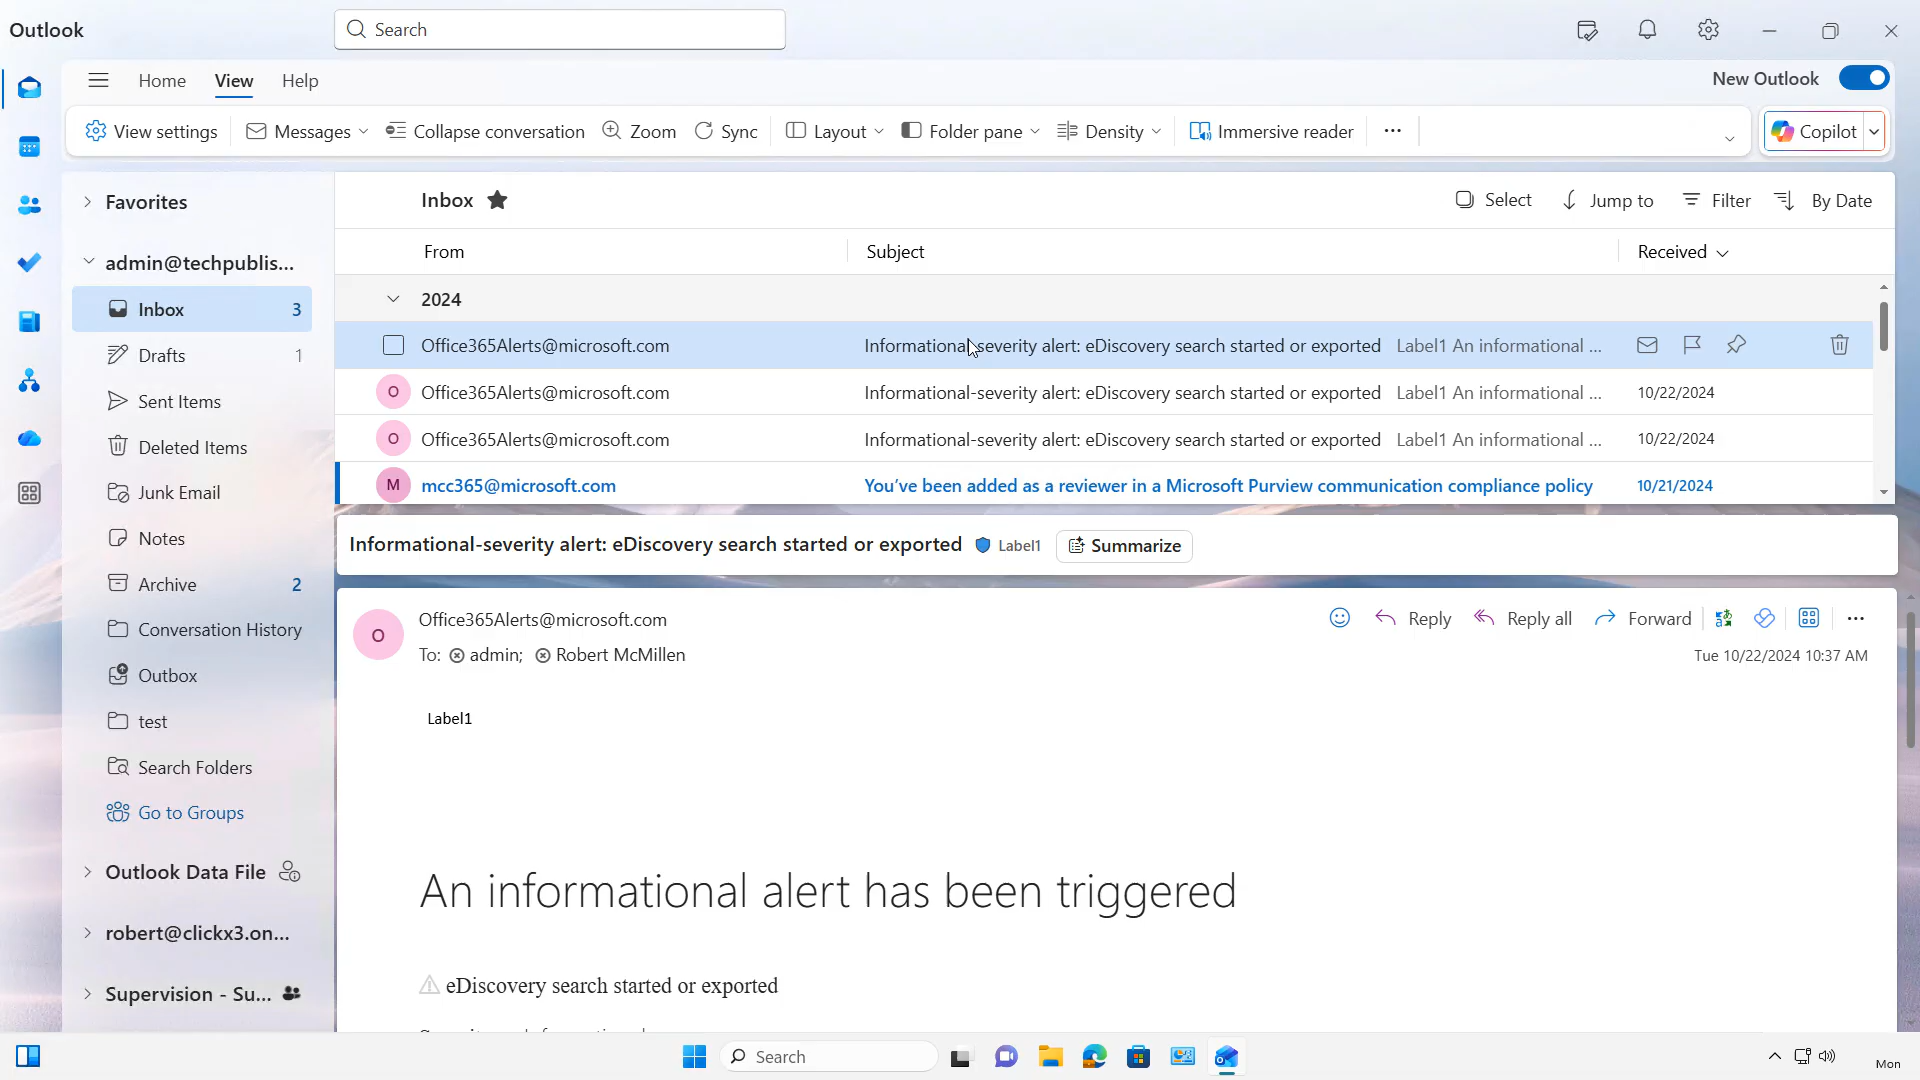 Outlook
Search
Home View Help
New Outlook
View settings Messages Collapse conversation Zoom Sync Layout Folder pane Density Immersive reader ... Copilot
Favorites
admin@techpublis...
Inbox 3
Drafts 1
Sent Items
Deleted Items
Junk Email
Notes
Archive 2
Conversation History
Outbox
test
Search Folders
Go to Groups
Outlook Data File
robert@clickx3.on...
Supervision - Su...
Inbox
Select Jump to Filter By Date
From Subject Received
2024
Office365Alerts@microsoft.com Informational-severity alert: eDiscovery search started or exported Label1 An informational ...
O Office365Alerts@microsoft.com Informational-severity alert: eDiscovery search started or exported Label1 An informational ... 10/22/2024
O Office365Alerts@microsoft.com Informational-severity alert: eDiscovery search started or exported Label1 An informational ... 10/22/2024
M mcc365@microsoft.com You've been added as a reviewer in a Microsoft Purview communication compliance policy 10/21/2024
Informational-severity alert: eDiscovery search started or exported Label1 Summarize
O
Office365Alerts@microsoft.com
Reply Reply all Forward ...
To: admin; Robert McMillen
Tue 10/22/2024 10:37 AM
Label1
An informational alert has been triggered
eDiscovery search started or exported
Search
Mon